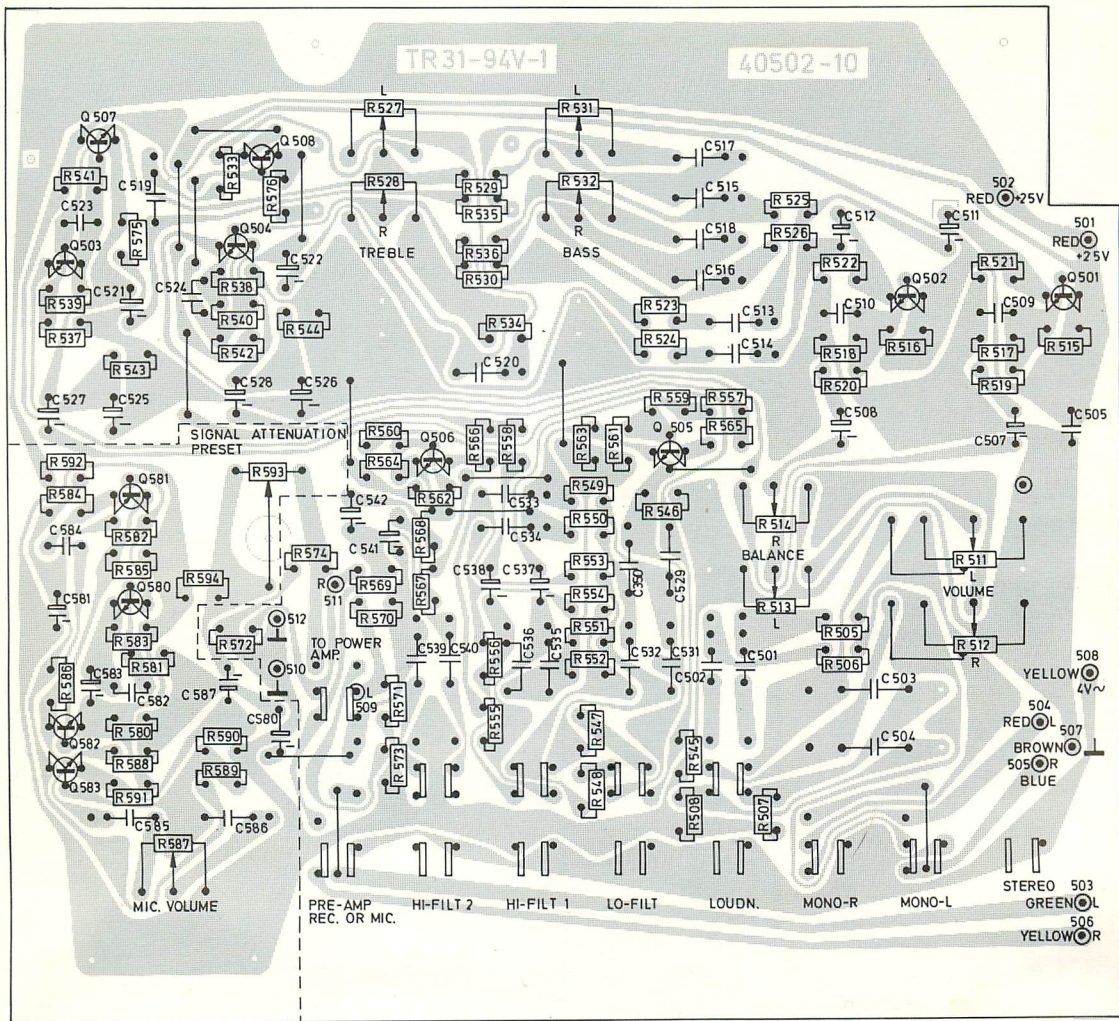 TR31-94V-1 40502-10
L L
R527 R531
Q507
Q508 C517
R533
R541 C519 R576 R528 R529 R532 C515 502
RED +25V
C523 R535 R525 C512 C511 501
R575 R R R526 RED +25V
Q503 Q504 TREBLE R536 BASS C518
C522 R530 C516 R522 Q502 R521 Q501
C521 C524 R538
R539 R540 R544 R534 R523 C513 C510 C509
R537 R542 R524 C514 R518 R516 R517 R515
R543 C520 R520 R519
C527 C525 C528 C526 R559 R557 C508 C507 C505
SIGNAL ATTENUATION R560 R566 R558 R563 R561 Q505 R565
PRESET Q506
R592 R593 R564
R584 Q581 R562 C533 R549 R546
C584 R582 C542 R568 C534 R550 R514
R585 R574 C541 R553 C530 C529 R R511
BALANCE L
Q580 R594 R R569 R567 C538 C537 R554 VOLUME
C581 511 R570 R551 R513 R505 R512
R583 512 TO POWER L R
R572 AMP. C539 C540 R556 C536 C535 R552 C532 C531 C502 C501 R506
R586 C583 R581 510 508
C582 C587 L YELLOW
509 R571 C503 4V~
Q582 R580 C580 R555 R547 504
RED L
R590 R573 R545 C504 507
BROWN
Q583 R588 R589 R548 505 R
BLUE
R591 R508 R507
C585 C586
R587
MIC. VOLUME PRE-AMP HI-FILT 2 HI-FILT 1 LO-FILT LOUDN. MONO-R MONO-L STEREO 503
REC. OR MIC. GREEN L
506
YELLOW R